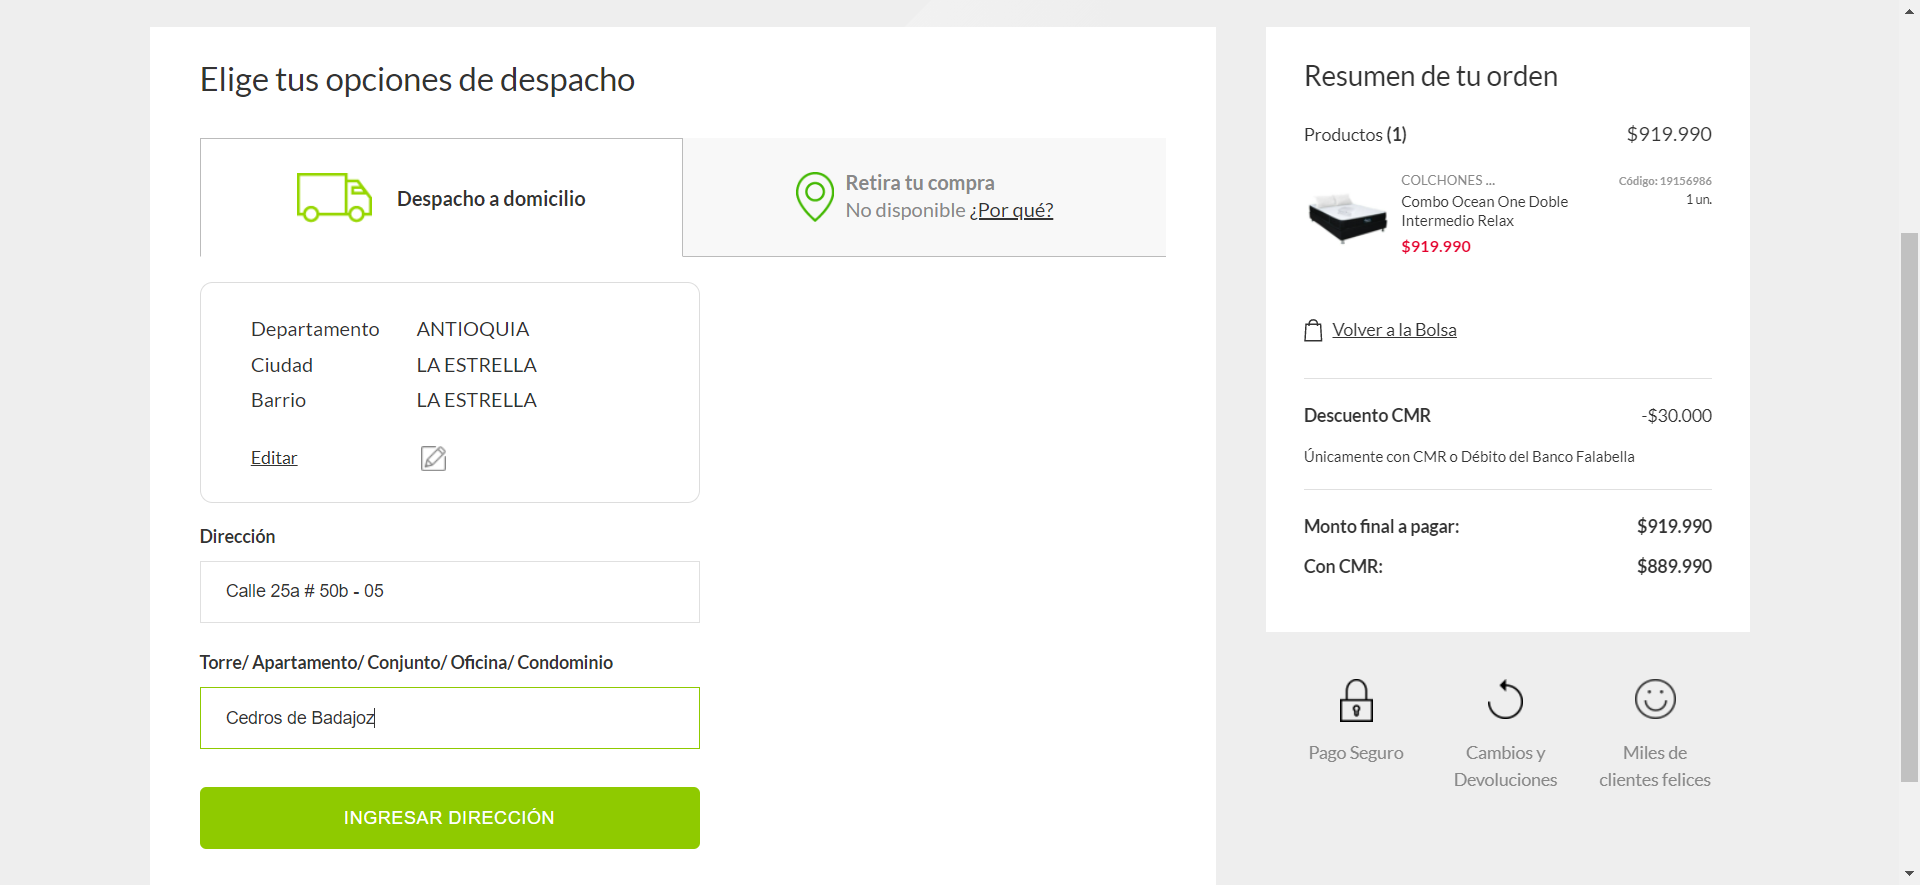 Elige tus opciones de despacho
Despacho a domicilio
Retira tu compra
No disponible ¿Por qué?
Departamento ANTIOQUIA
Ciudad LA ESTRELLA
Barrio LA ESTRELLA
Editar
Dirección
Calle 25a # 50b - 05
Torre/ Apartamento/ Conjunto/ Oficina/ Condominio
Cedros de Badajoz
INGRESAR DIRECCIÓN
Resumen de tu orden
Productos (1) $919.990
COLCHONES ... Código: 19156986
Combo Ocean One Doble 1 un.
Intermedio Relax
$919.990
Volver a la Bolsa
Descuento CMR -$30.000
Únicamente con CMR o Débito del Banco Falabella
Monto final a pagar: $919.990
Con CMR: $889.990
Pago Seguro
Cambios y
Devoluciones
Miles de
clientes felices